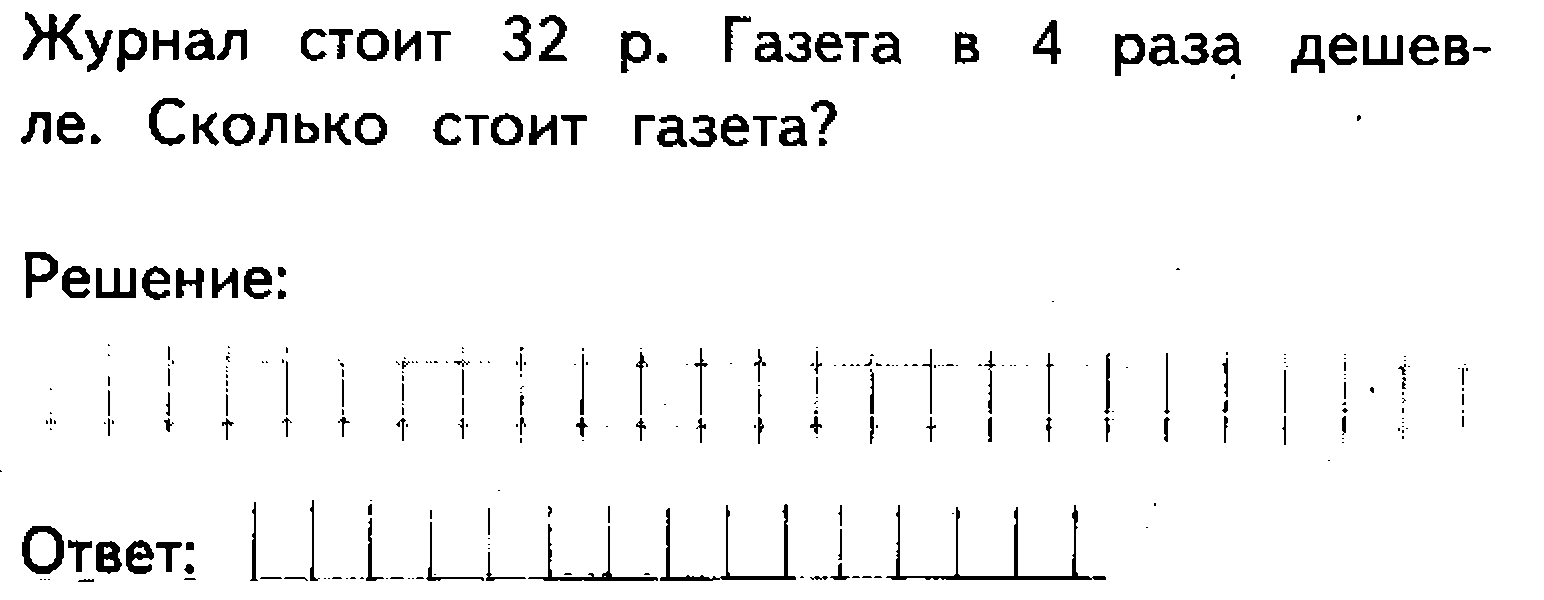 Журнал стоит 32 р. Газета в 4 раза дешев-
ле. Сколько стоит газета?
Решение:
Ответ: